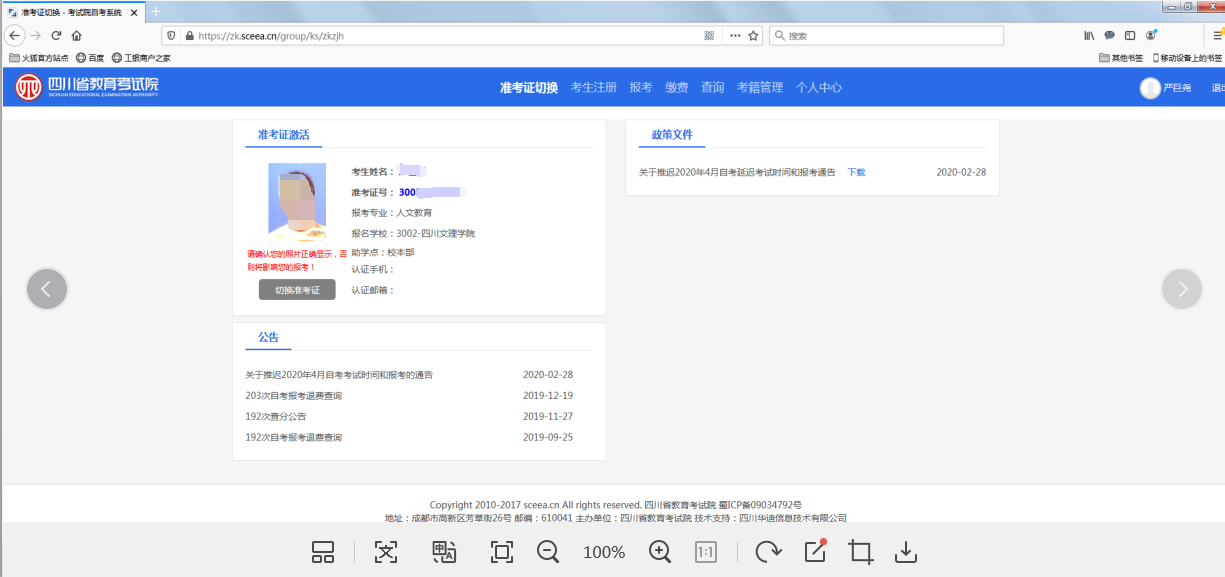 准考证切换 - 考试院自考系统
https://zk.sceea.cn/group/ks/zkzjh
搜索
火狐官方站点 百度 工银商户之家
其他书签 移动设备上的书签
四川省教育考试院
SICHUAN EDUCATIONAL EXAMINATION AUTHORITY
准考证切换 考生注册 报考 缴费 查询 考籍管理 个人中心
严巨尧
准考证激活
考生姓名：
准考证号： 300
报考专业：人文教育
报名学校：3002-四川文理学院
助学点：校本部
认证手机：
认证邮箱：
请确认您的照片正确显示，否
则将影响您的报考！
切换准考证
政策文件
关于推迟2020年4月自考延迟考试时间和报考通告 下载 2020-02-28
公告
关于推迟2020年4月自考考试时间和报考的通告 2020-02-28
203次自考报考退费查询 2019-12-19
192次查分公告 2019-11-27
192次自考报考退费查询 2019-09-25
Copyright 2010-2017 sceea.cn All rights reserved. 四川省教育考试院 蜀ICP备09034792号
地址：成都市高新区芳草街26号 邮编：610041 主办单位：四川省教育考试院 技术支持：四川华迪信息技术有限公司
100%
1:1